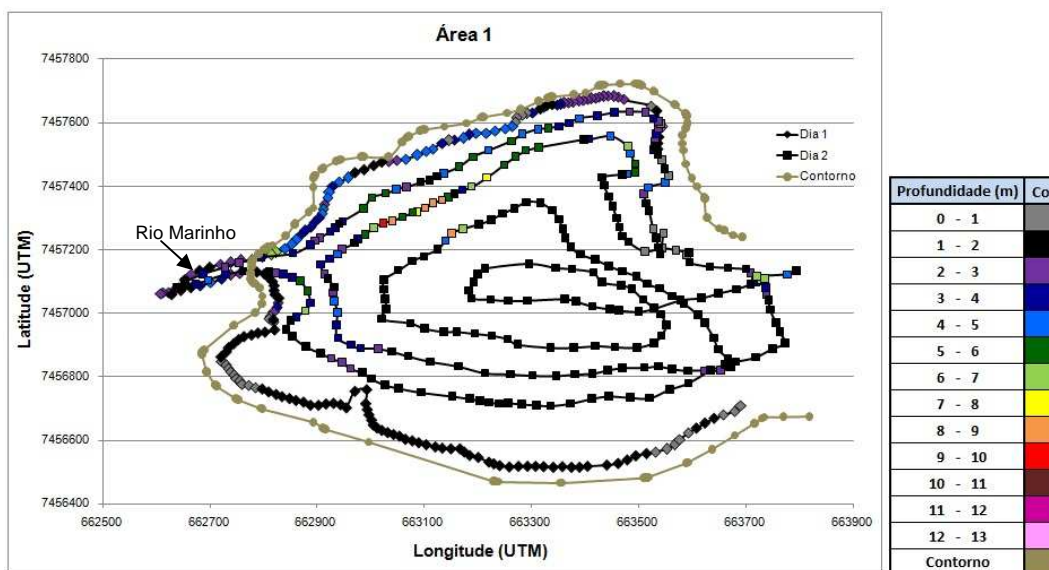 Área 1
Latitude (UTM)
7457800
7457600
7457400
7457200
7457000
7456800
7456600
7456400
Rio Marinho
Dia 1
Dia 2
Contorno
662500 662700 662900 663100 663300 663500 663700 663900
Longitude (UTM)
Profundidade (m) Co
0 - 1
1 - 2
2 - 3
3 - 4
4 - 5
5 - 6
6 - 7
7 - 8
8 - 9
9 - 10
10 - 11
11 - 12
12 - 13
Contorno